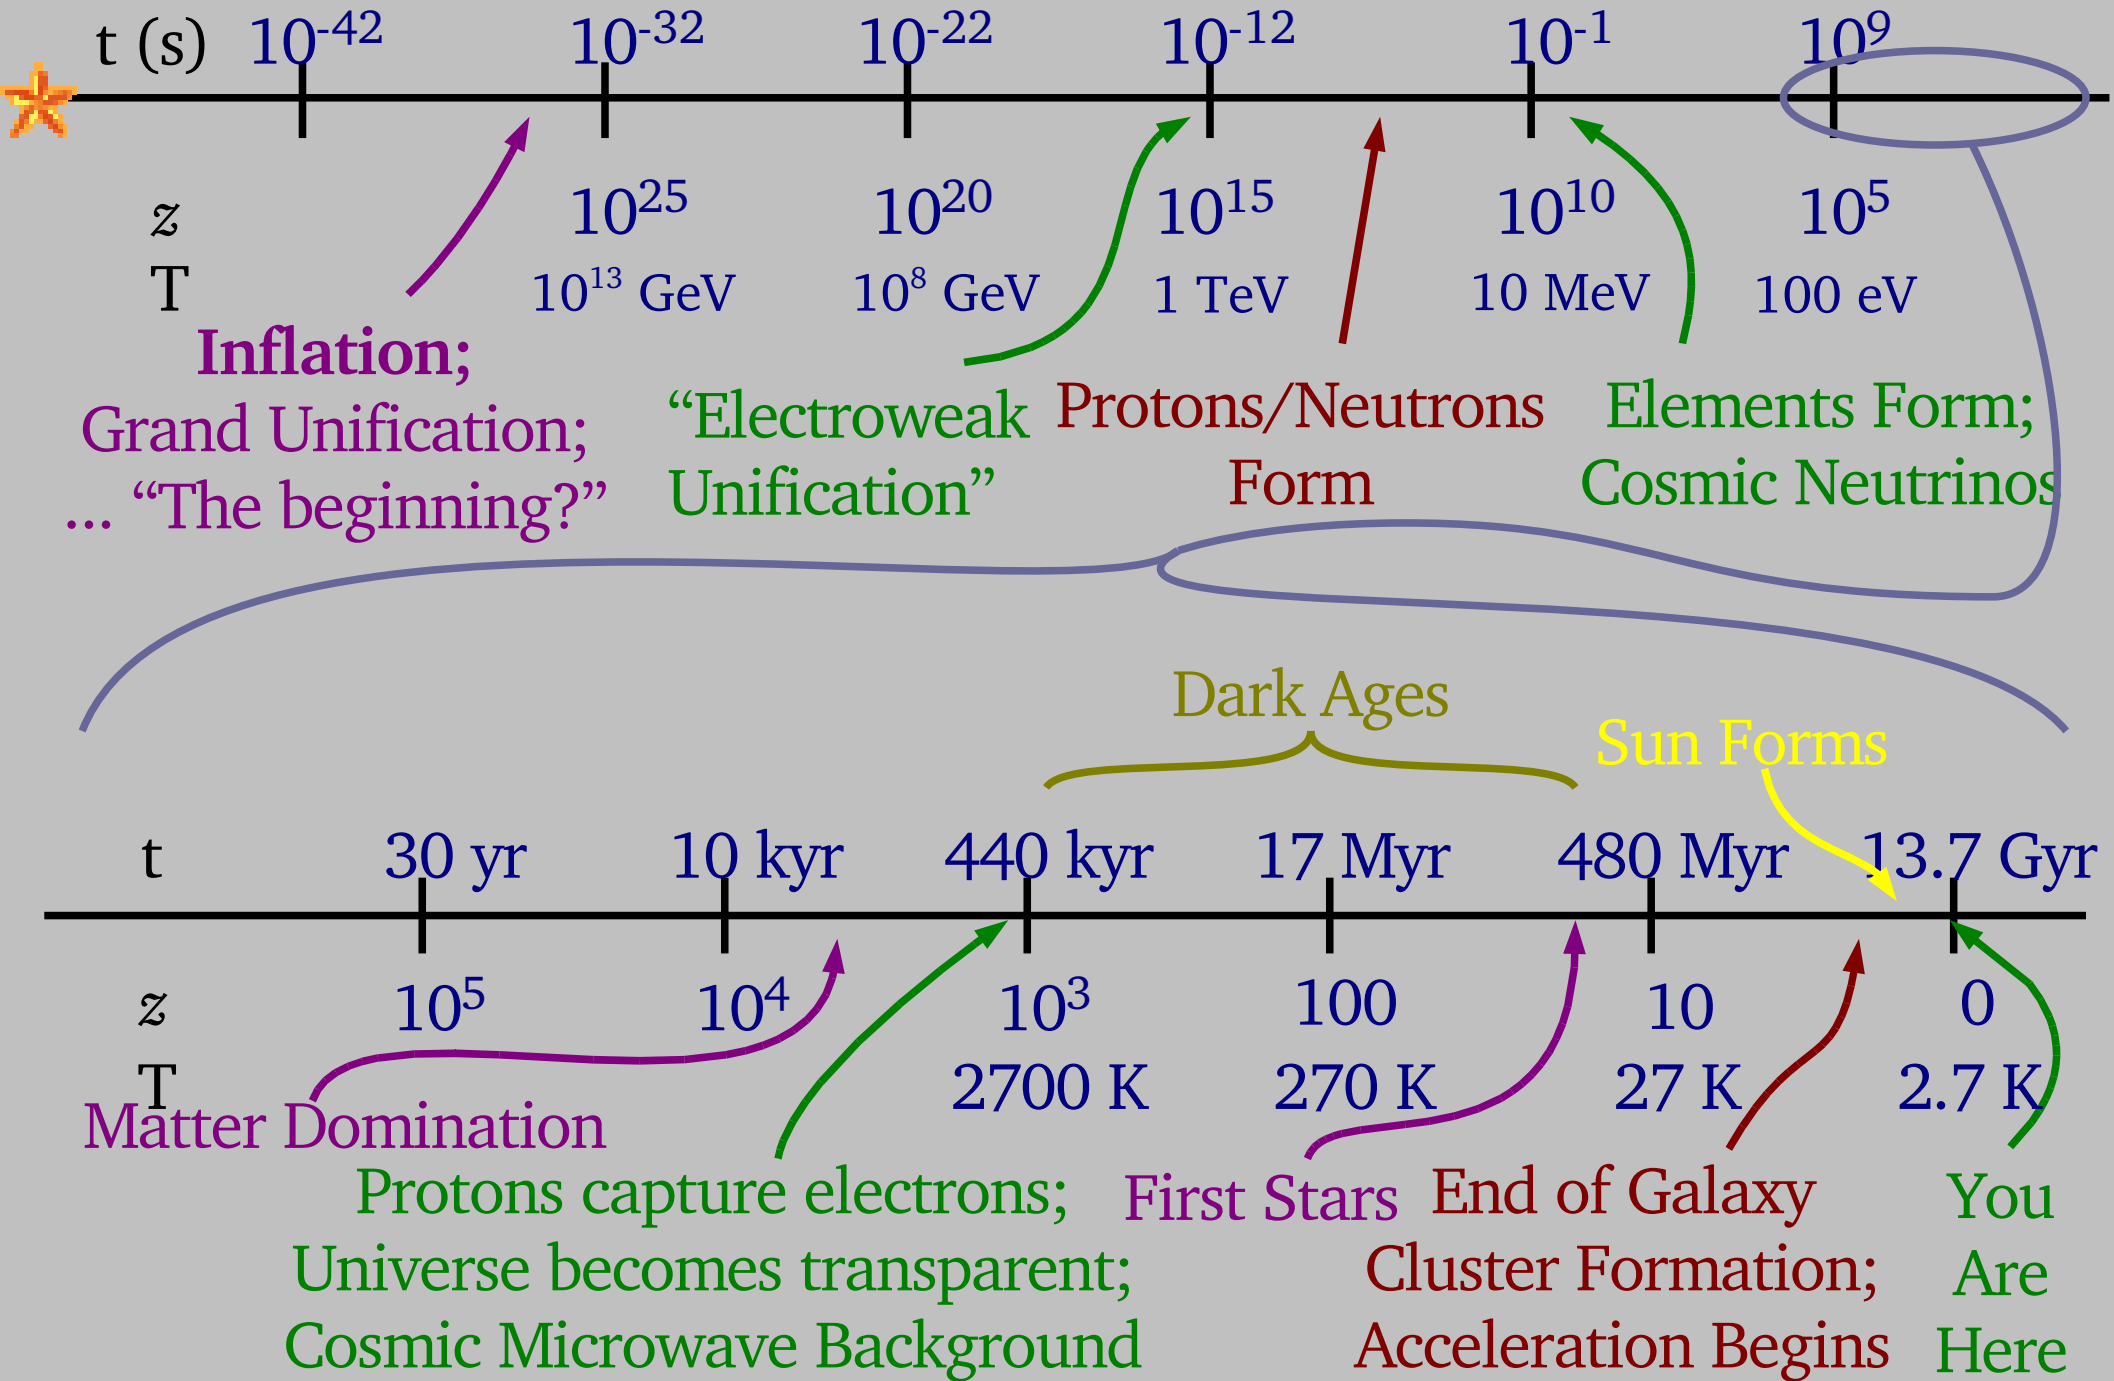 t (s) 10⁻⁴² 10⁻³² 10⁻²² 10⁻¹² 10⁻¹ 10⁹
z 10²⁵ 10²⁰ 10¹⁵ 10¹⁰ 10⁵
T 10¹³ GeV 10⁸ GeV 1 TeV 10 MeV 100 eV
Inflation;
Grand Unification;
... “The beginning?”
“Electroweak
Unification”
Protons/Neutrons
Form
Elements Form;
Cosmic Neutrinos
Dark Ages
Sun Forms
t 30 yr 10 kyr 440 kyr 17 Myr 480 Myr 13.7 Gyr
z 10⁵ 10⁴ 10³ 100 10 0
T 2700 K 270 K 27 K 2.7 K
Matter Domination
Protons capture electrons;
Universe becomes transparent;
Cosmic Microwave Background
First Stars
End of Galaxy
Cluster Formation;
Acceleration Begins
You
Are
Here